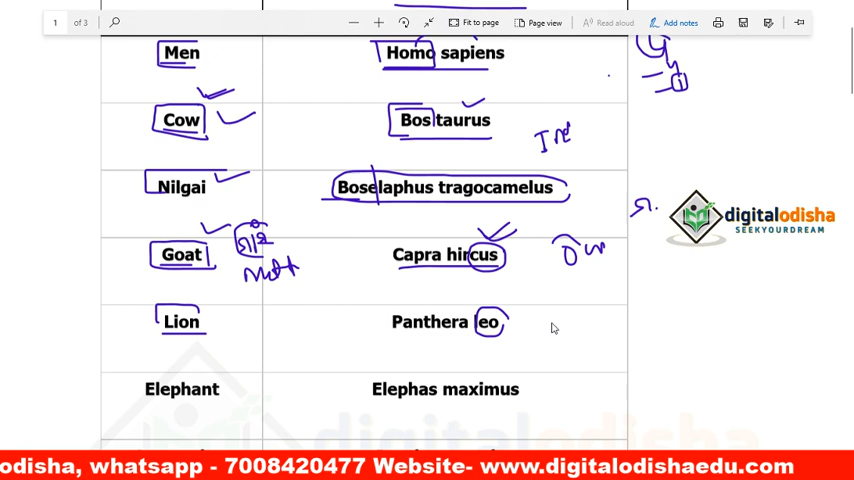 1 of 3 Fit to page Page view Read aloud Add notes
Men Homo sapiens
Cow Bos taurus
Nilgai Boselaphus tragocamelus
digitalodisha
SEEKYOURDREAM
Goat Capra hircus
Lion Panthera leo
Elephant Elephas maximus
odisha, whatsapp - 7008420477 Website- www.digitalodishaedu.com